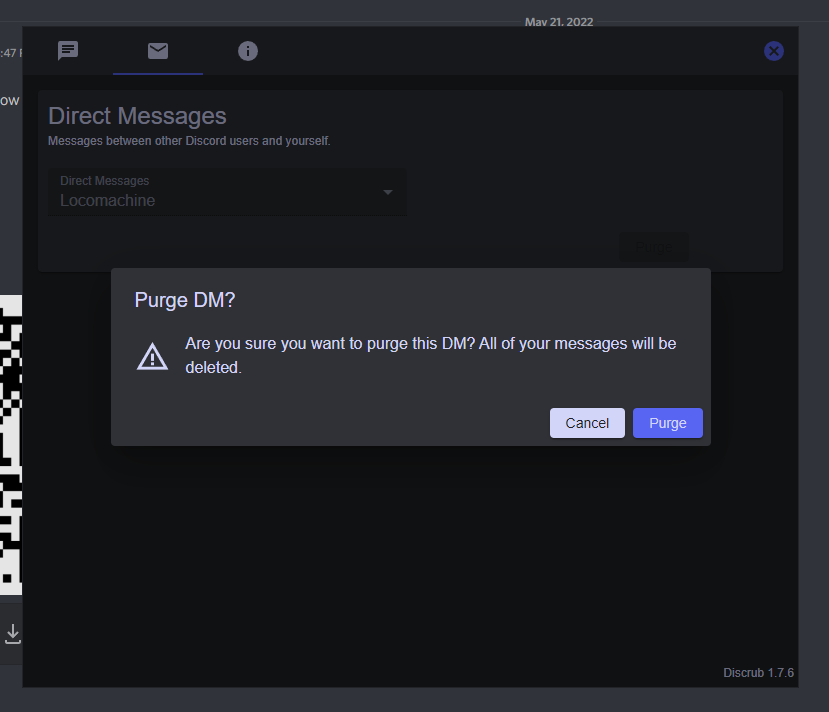 May 21, 2022
:47
ow
Direct Messages
Messages between other Discord users and yourself.
Direct Messages
Locomachine
Purge
Purge DM?
Are you sure you want to purge this DM? All of your messages will be
deleted.
Cancel
Purge
Discrub 1.7.6